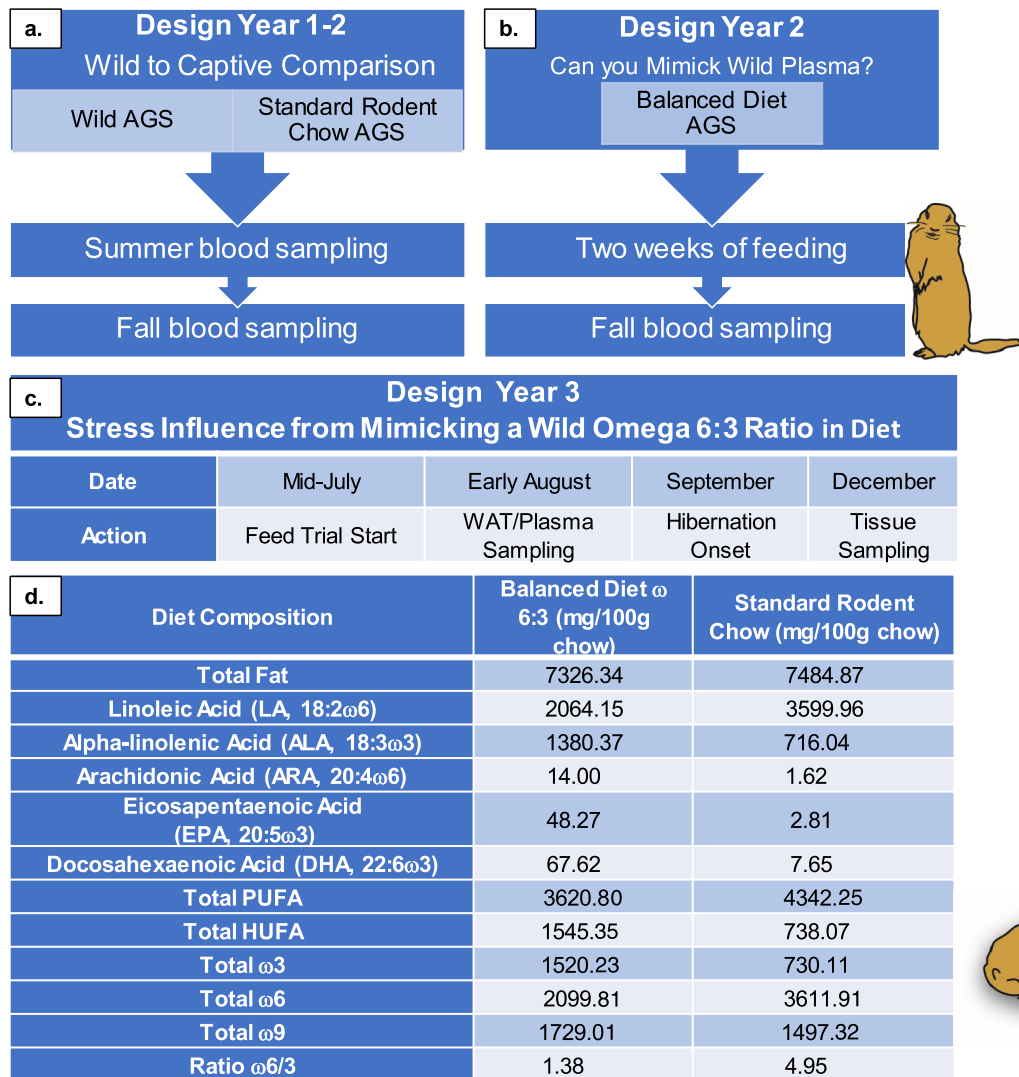 a.
Design Year 1-2
Wild to Captive Comparison
Wild AGS
Standard Rodent
Chow AGS
Summer blood sampling
Fall blood sampling
b.
Design Year 2
Can you Mimick Wild Plasma?
Balanced Diet
AGS
Two weeks of feeding
Fall blood sampling
c.
Design Year 3
Stress Influence from Mimicking a Wild Omega 6:3 Ratio in Diet
Date
Mid-July
Early August
September
December
Action
Feed Trial Start
WAT/Plasma
Sampling
Hibernation
Onset
Tissue
Sampling
d.
Diet Composition
Balanced Diet ω
6:3 (mg/100g
chow)
Standard Rodent
Chow (mg/100g chow)
Total Fat
7326.34
7484.87
Linoleic Acid (LA, 18:2ω6)
2064.15
3599.96
Alpha-linolenic Acid (ALA, 18:3ω3)
1380.37
716.04
Arachidonic Acid (ARA, 20:4ω6)
14.00
1.62
Eicosapentaenoic Acid
(EPA, 20:5ω3)
48.27
2.81
Docosahexaenoic Acid (DHA, 22:6ω3)
67.62
7.65
Total PUFA
3620.80
4342.25
Total HUFA
1545.35
738.07
Total ω3
1520.23
730.11
Total ω6
2099.81
3611.91
Total ω9
1729.01
1497.32
Ratio ω6/3
1.38
4.95